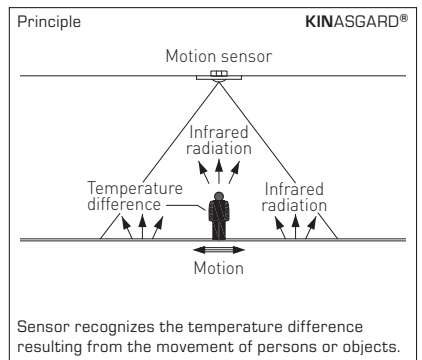 Principle
KINASGARD®
Motion sensor
Infrared
radiation
Temperature
difference
Infrared
radiation
Motion
Sensor recognizes the temperature difference
resulting from the movement of persons or objects.